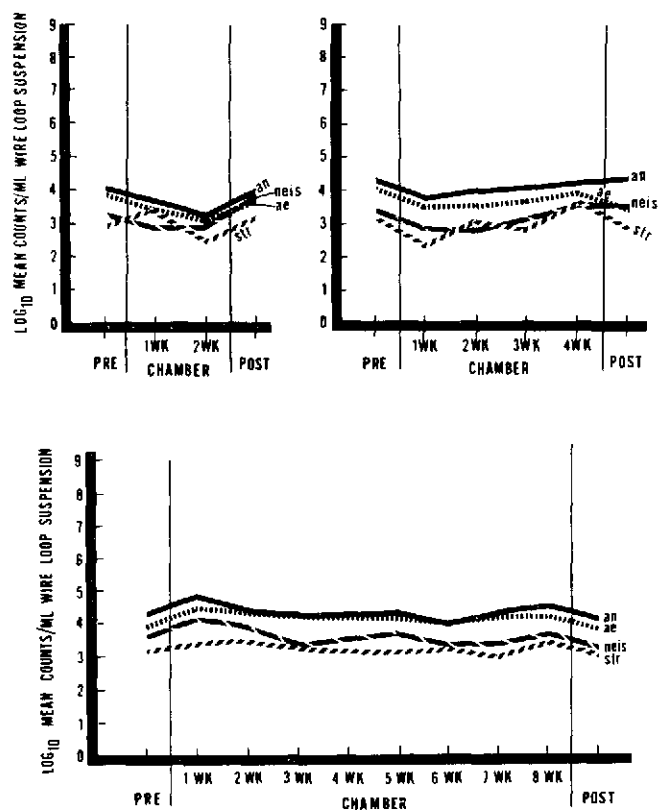 LOG10 MEAN COUNTS/ML WIRE LOOP SUSPENSION
9
8
7
6
5
4
3
2
1
0
an
neis
ae
str
1WK 2WK
PRE CHAMBER POST
9
8
7
6
5
4
3
2
1
0
an
ae
neis
str
1WK 2WK 3WK 4WK
PRE CHAMBER POST
LOG10 MEAN COUNTS/ML WIRE LOOP SUSPENSION
9
8
7
6
5
4
3
2
1
0
an
ae
neis
str
1 WK 2 WK 3 WK 4 WK 5 WK 6 WK 7 WK 8 WK
PRE CHAMBER POST